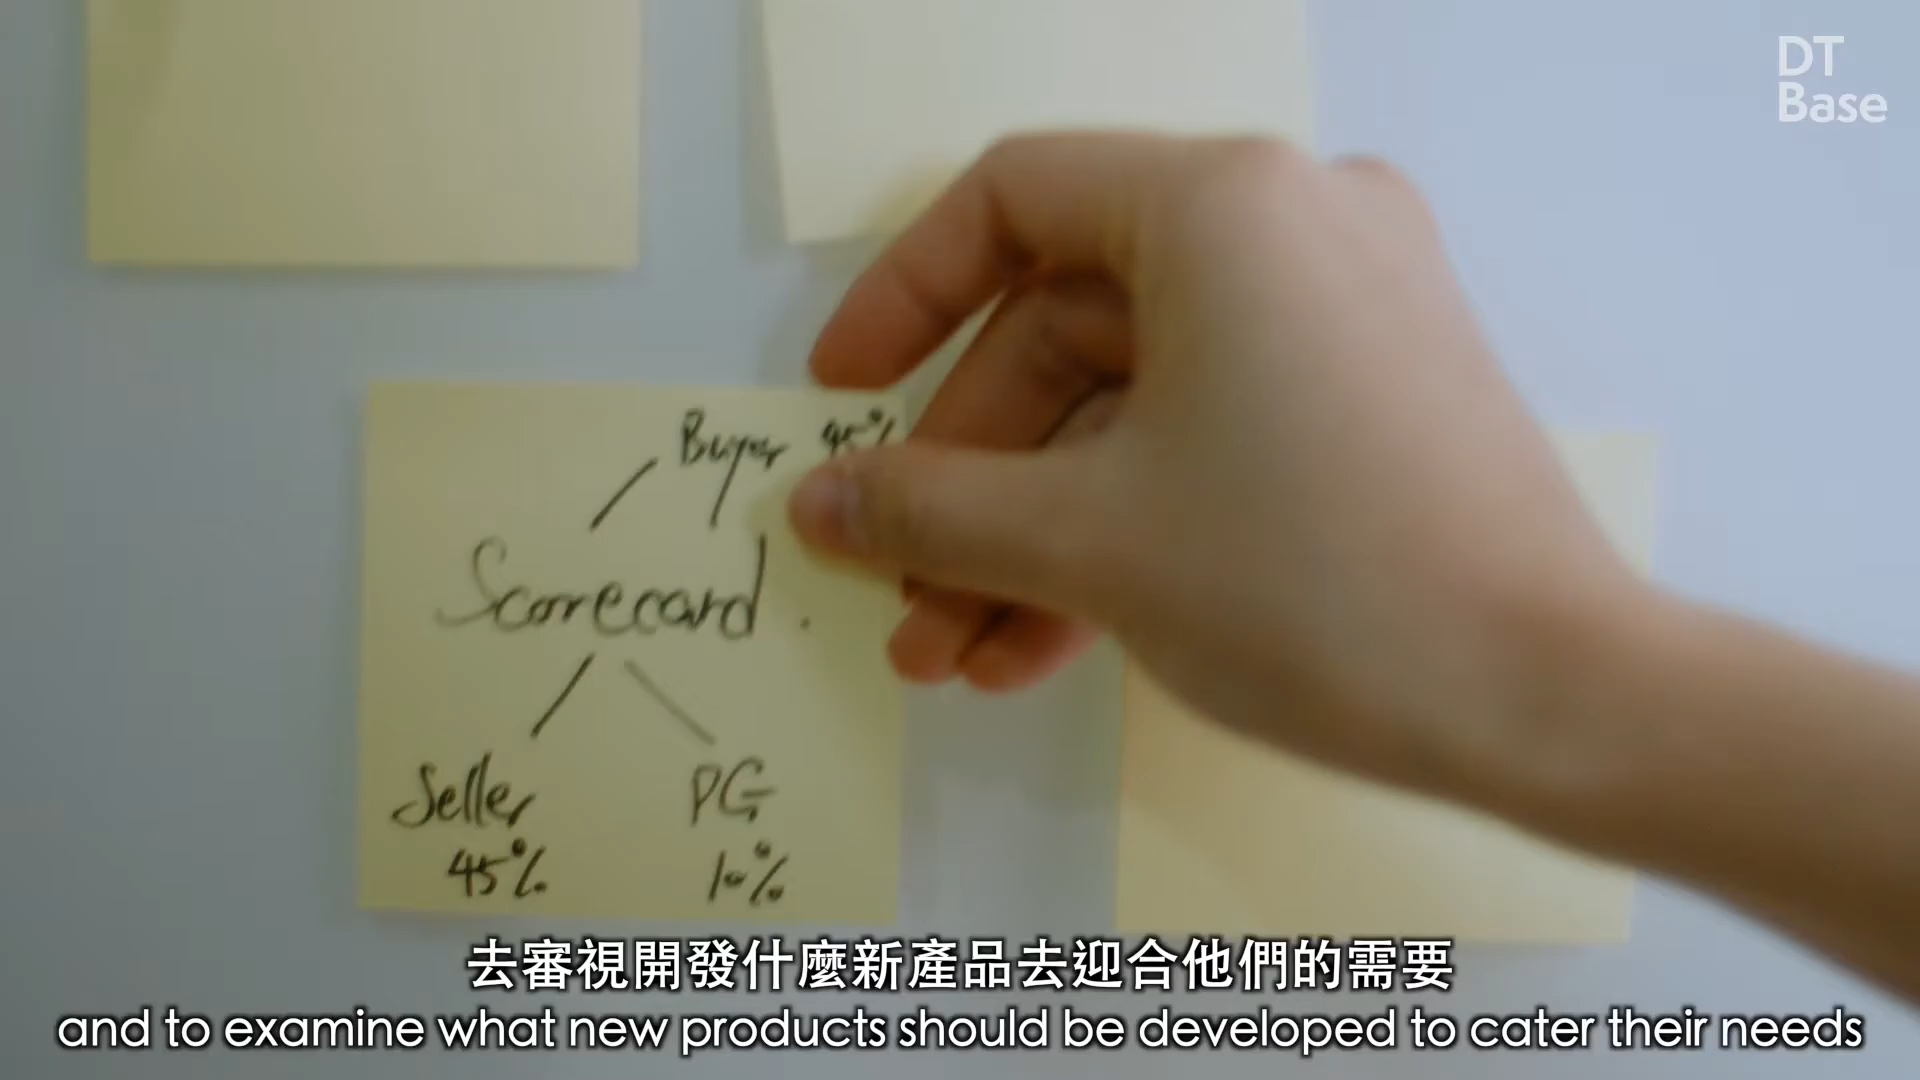 DT
Base
Buyer 45%
Scorecard.
Seller
45%
PG
10%
去審視開發什麼新產品去迎合他們的需要
and to examine what new products should be developed to cater their needs